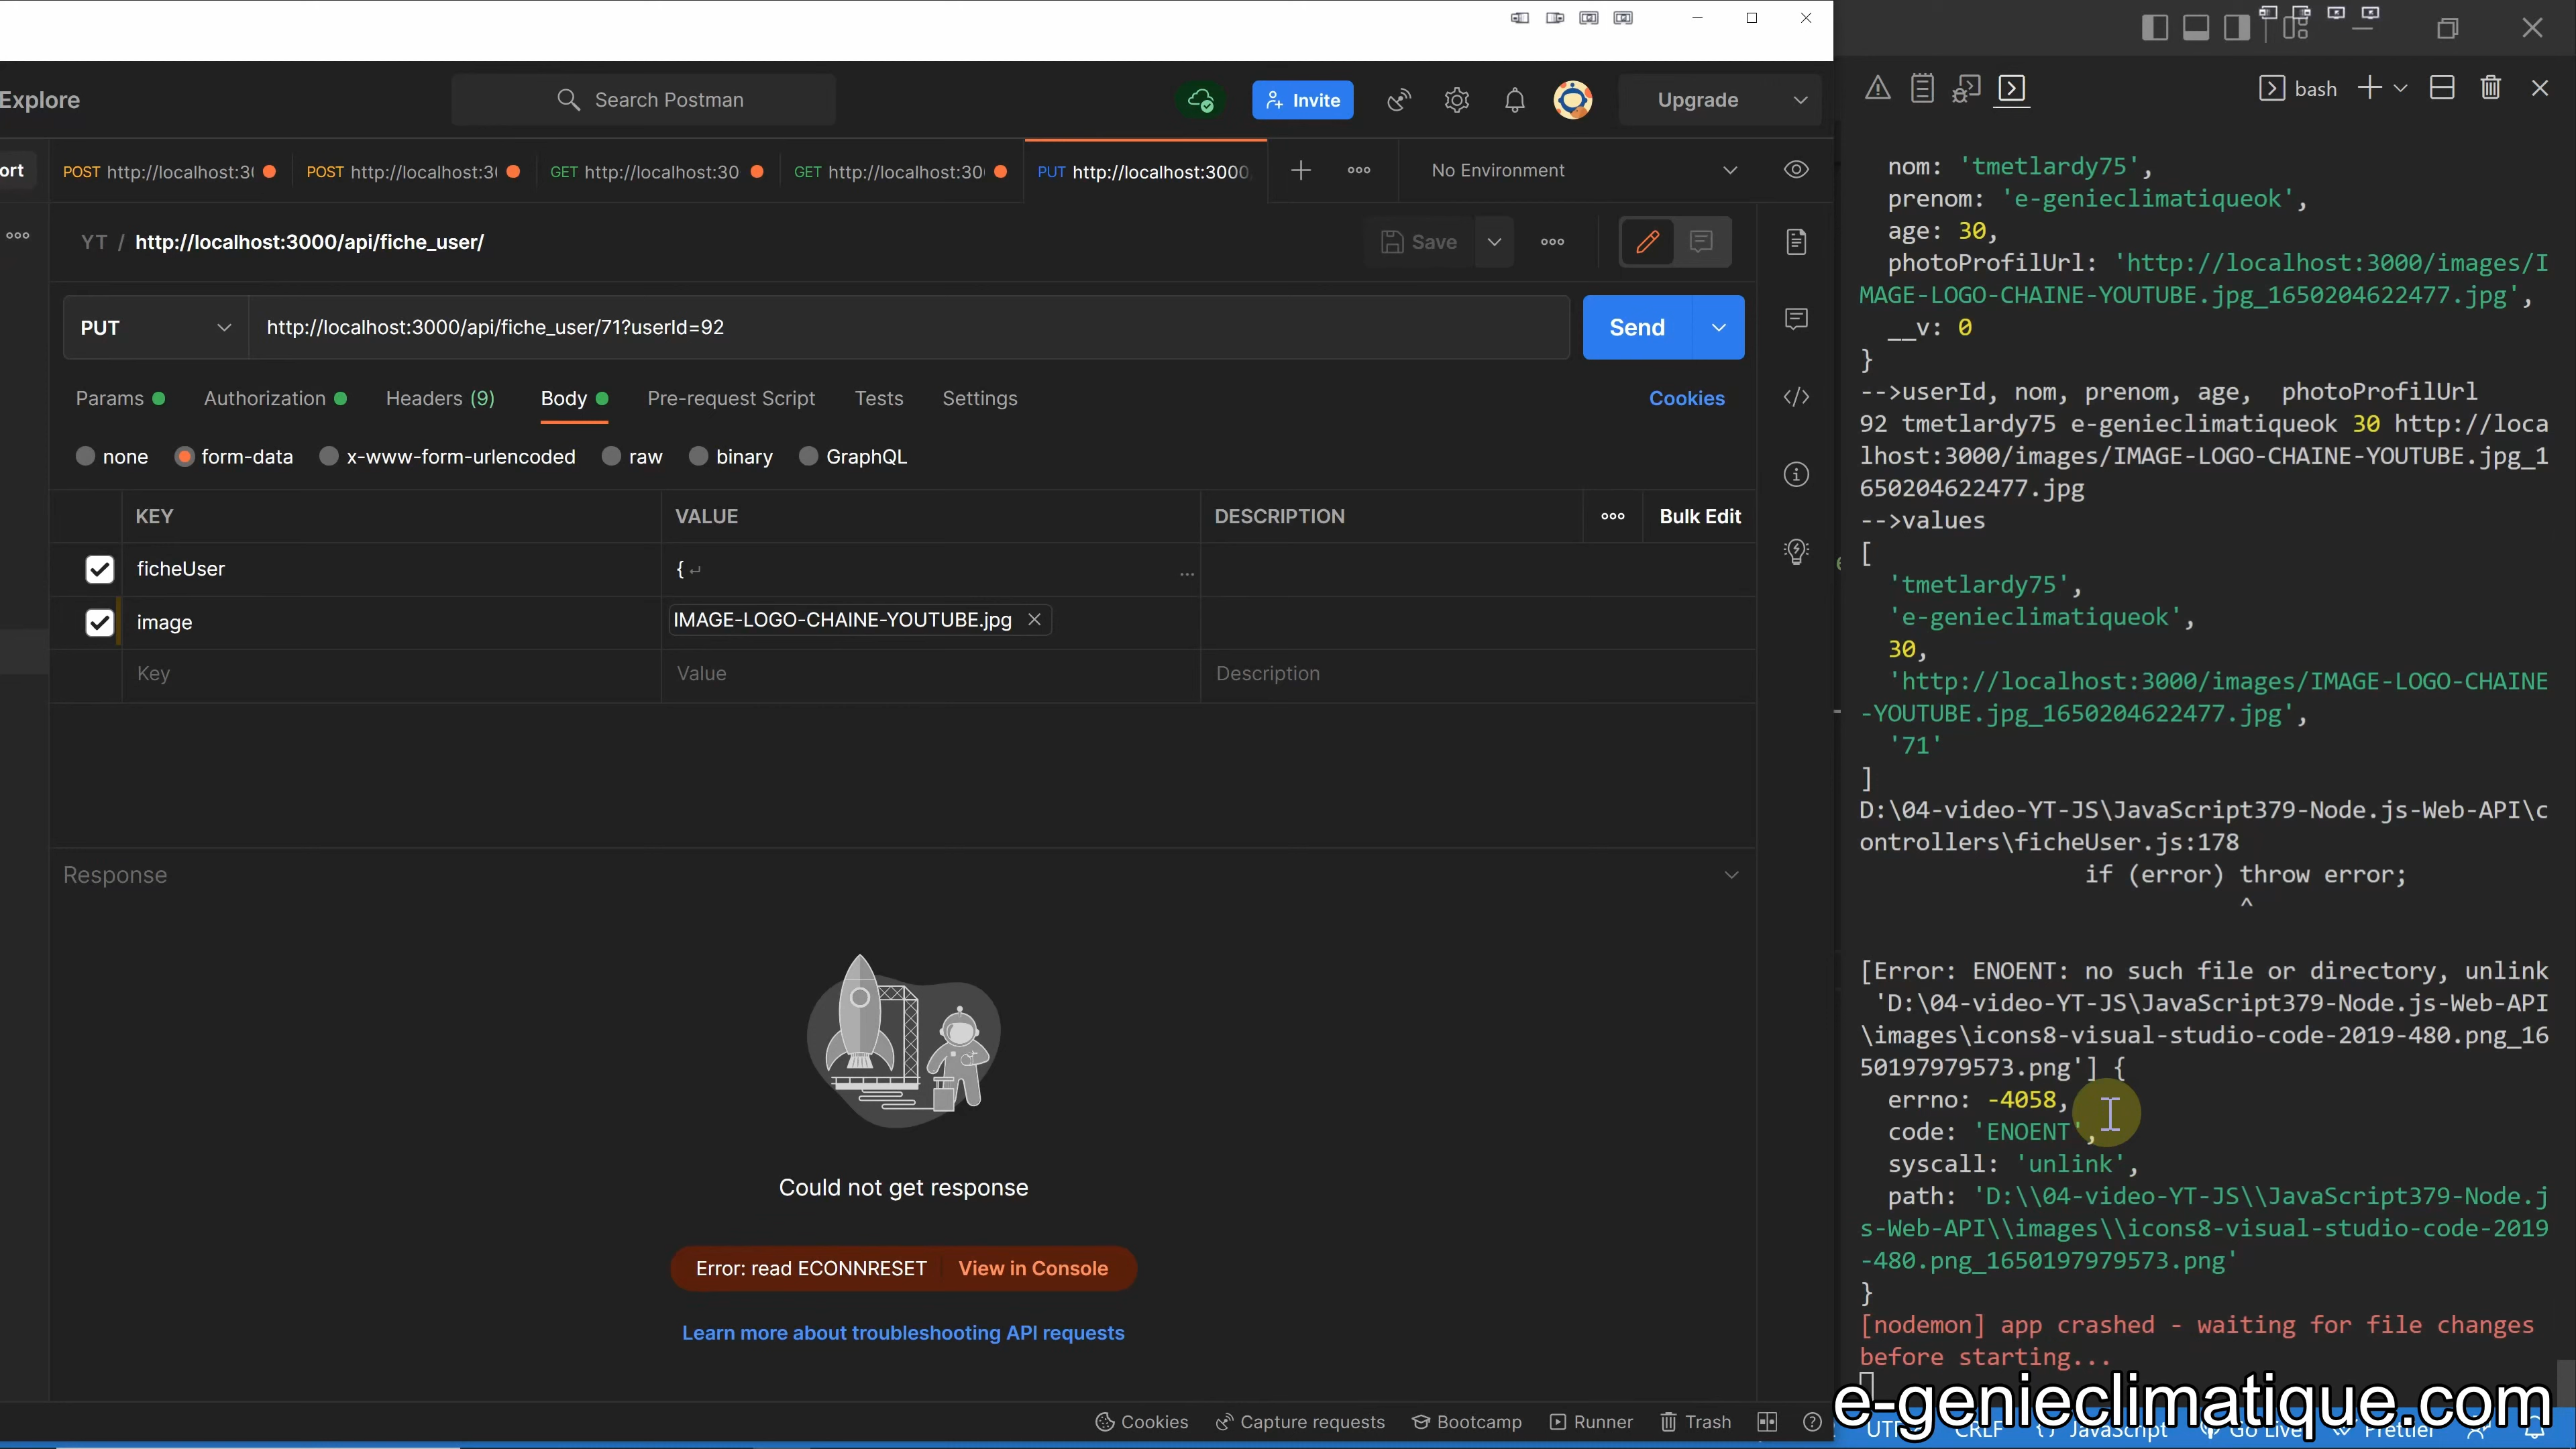 Explore
Search Postman
Invite
Upgrade
ort
POST http://localhost:3(
POST http://localhost:3(
GET http://localhost:30
GET http://localhost:30(
PUT http://localhost:3000,
No Environment
YT / http://localhost:3000/api/fiche_user/
Save
PUT
http://localhost:3000/api/fiche_user/71?userId=92
Send
Params
Authorization
Headers (9)
Body
Pre-request Script
Tests
Settings
Cookies
none
form-data
x-www-form-urlencoded
raw
binary
GraphQL
KEY
VALUE
DESCRIPTION
Bulk Edit
ficheUser
{
...
image
IMAGE-LOGO-CHAINE-YOUTUBE.jpg
Key
Value
Description
Response
Could not get response
Error: read ECONNRESET
View in Console
Learn more about troubleshooting API requests
Cookies
Capture requests
Bootcamp
Runner
Trash
bash
nom: 'tmetlardy75',
prenom: 'e-genieclimatiqueok',
age: 30,
photoProfilUrl: 'http://localhost:3000/images/I
MAGE-LOGO-CHAINE-YOUTUBE.jpg_1650204622477.jpg',
__v: 0
}
-->userId, nom, prenom, age,  photoProfilUrl
92 tmetlardy75 e-genieclimatiqueok 30 http://loca
lhost:3000/images/IMAGE-LOGO-CHAINE-YOUTUBE.jpg_1
650204622477.jpg
-->values
[
'tmetlardy75',
'e-genieclimatiqueok',
30,
'http://localhost:3000/images/IMAGE-LOGO-CHAINE
-YOUTUBE.jpg_1650204622477.jpg',
'71'
]
D:\04-video-YT-JS\JavaScript379-Node.js-Web-API\c
ontrollers\ficheUser.js:178
if (error) throw error;
^
[Error: ENOENT: no such file or directory, unlink
'D:\04-video-YT-JS\JavaScript379-Node.js-Web-API
\images\icons8-visual-studio-code-2019-480.png_16
50197979573.png'] {
errno: -4058,
code: 'ENOENT',
syscall: 'unlink',
path: 'D:\\04-video-YT-JS\\JavaScript379-Node.j
s-Web-API\\images\\icons8-visual-studio-code-2019
-480.png_1650197979573.png'
}
[nodemon] app crashed - waiting for file changes
before starting...
e-genieclimatique.com
CRLF
JavaScript
Go Live
Prettier